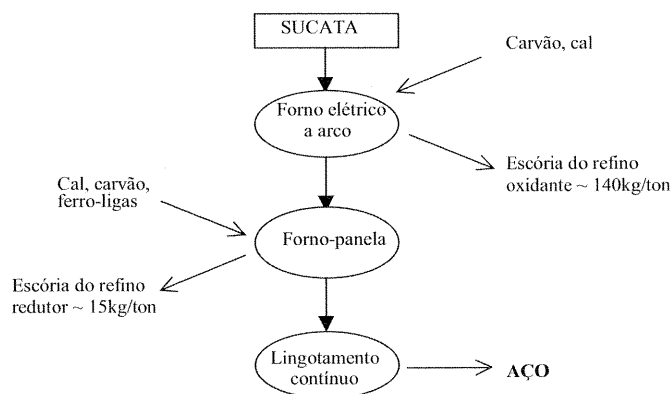 SUCATA
Carvão, cal
Forno elétrico
a arco
Escória do refino
oxidante ~ 140kg/ton
Cal, carvão,
ferro-ligas
Forno-panela
Escória do refino
redutor ~ 15kg/ton
Lingotamento
contínuo
AÇO